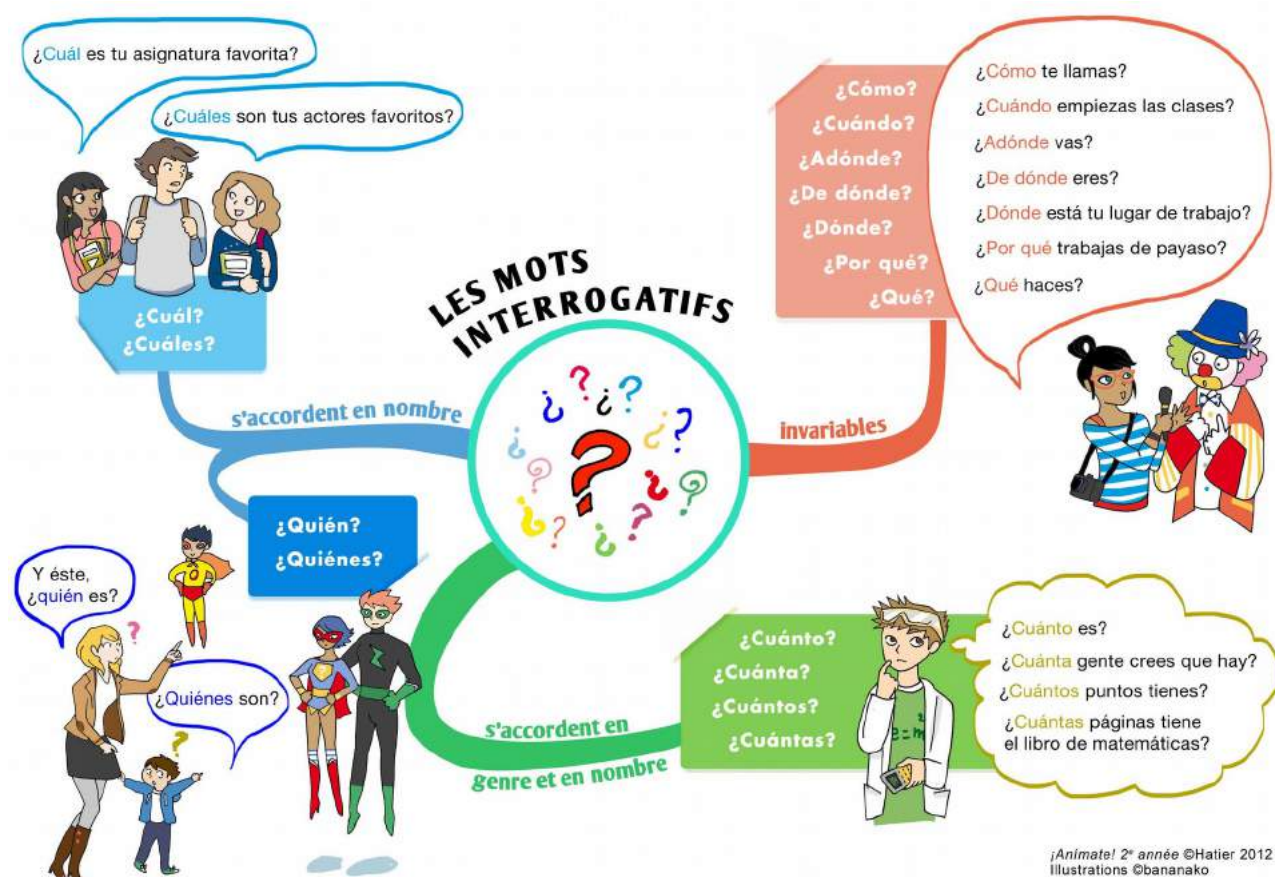 ¿Cuál es tu asignatura favorita?
¿Cuáles son tus actores favoritos?
¿Cuál?
¿Cuáles?
s'accordent en nombre
¿Quién?
¿Quiénes?
Y éste,
¿quién es?
¿Quiénes son?
LES MOTS
INTERROGATIFS
invariables
¿Cómo?
¿Cuándo?
¿Adónde?
¿De dónde?
¿Dónde?
¿Por qué?
¿Qué?
¿Cómo te llamas?
¿Cuándo empiezas las clases?
¿Adónde vas?
¿De dónde eres?
¿Dónde está tu lugar de trabajo?
¿Por qué trabajas de payaso?
¿Qué haces?
s'accordent en
genre et en nombre
¿Cuánto?
¿Cuánta?
¿Cuántos?
¿Cuántas?
e=m²
¿Cuánto es?
¿Cuánta gente crees que hay?
¿Cuántos puntos tienes?
¿Cuántas páginas tiene
el libro de matemáticas?
¡Anímate! 2ᵉ année ©Hatier 2012
Illustrations ©bananako